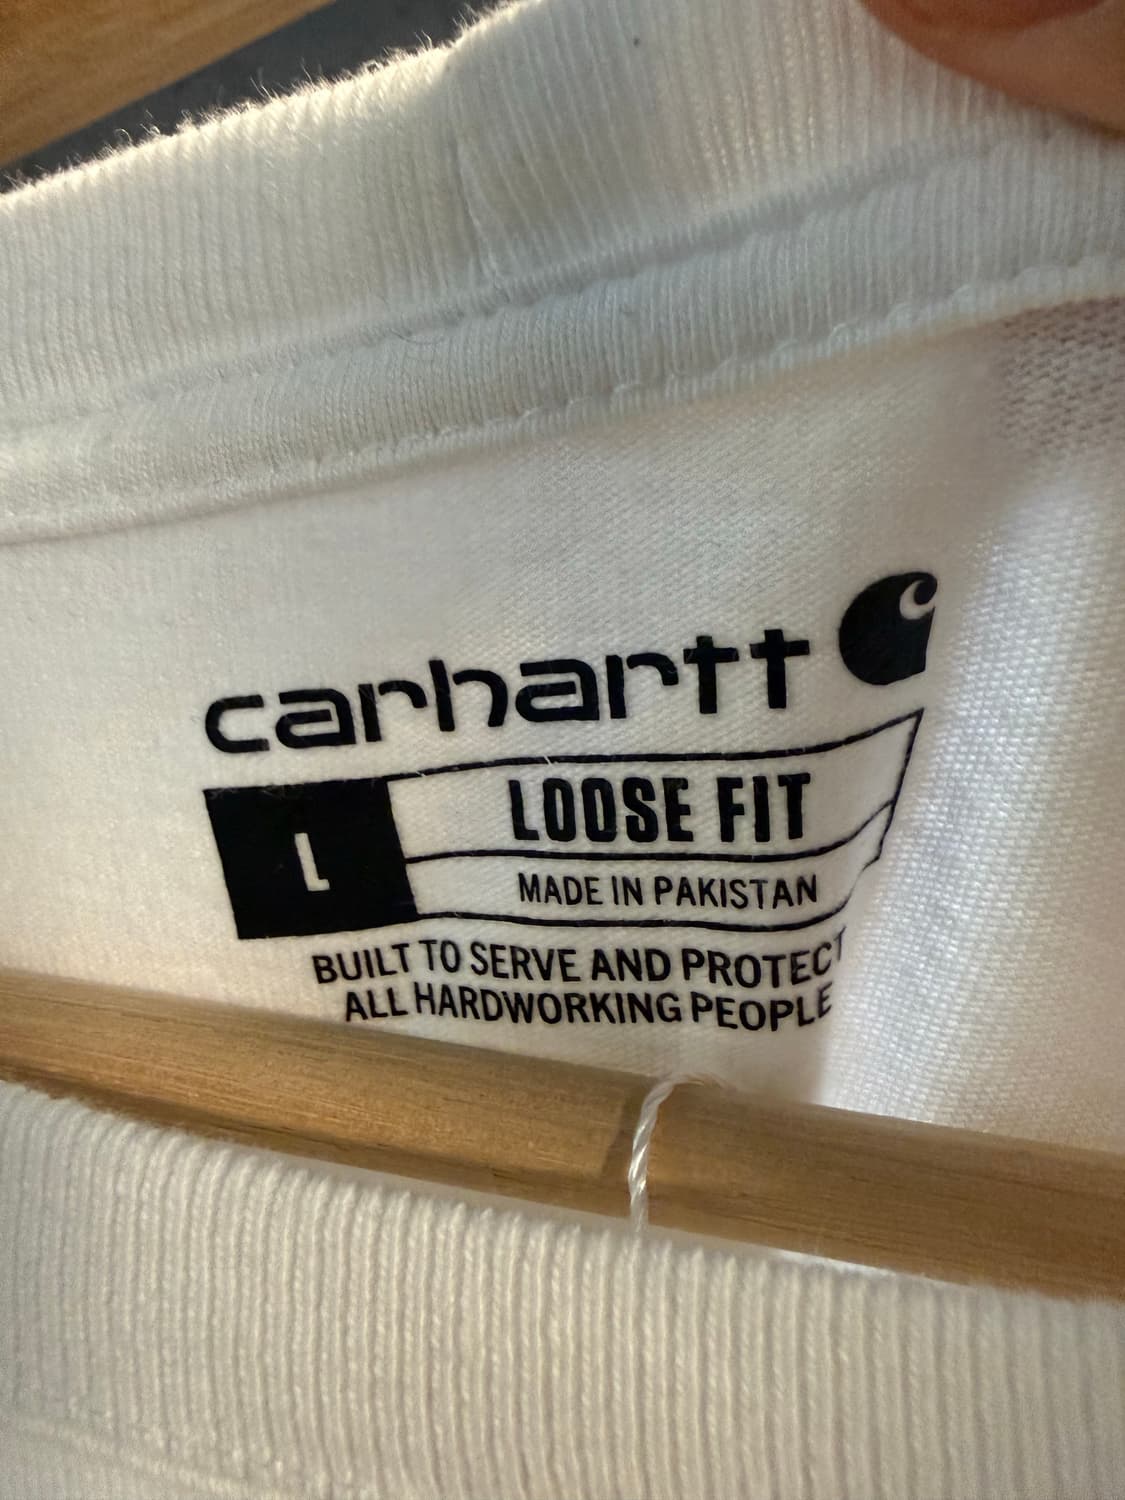 carhartt
L
LOOSE FIT
MADE IN PAKISTAN
BUILT TO SERVE AND PROTECT
ALL HARDWORKING PEOPLE